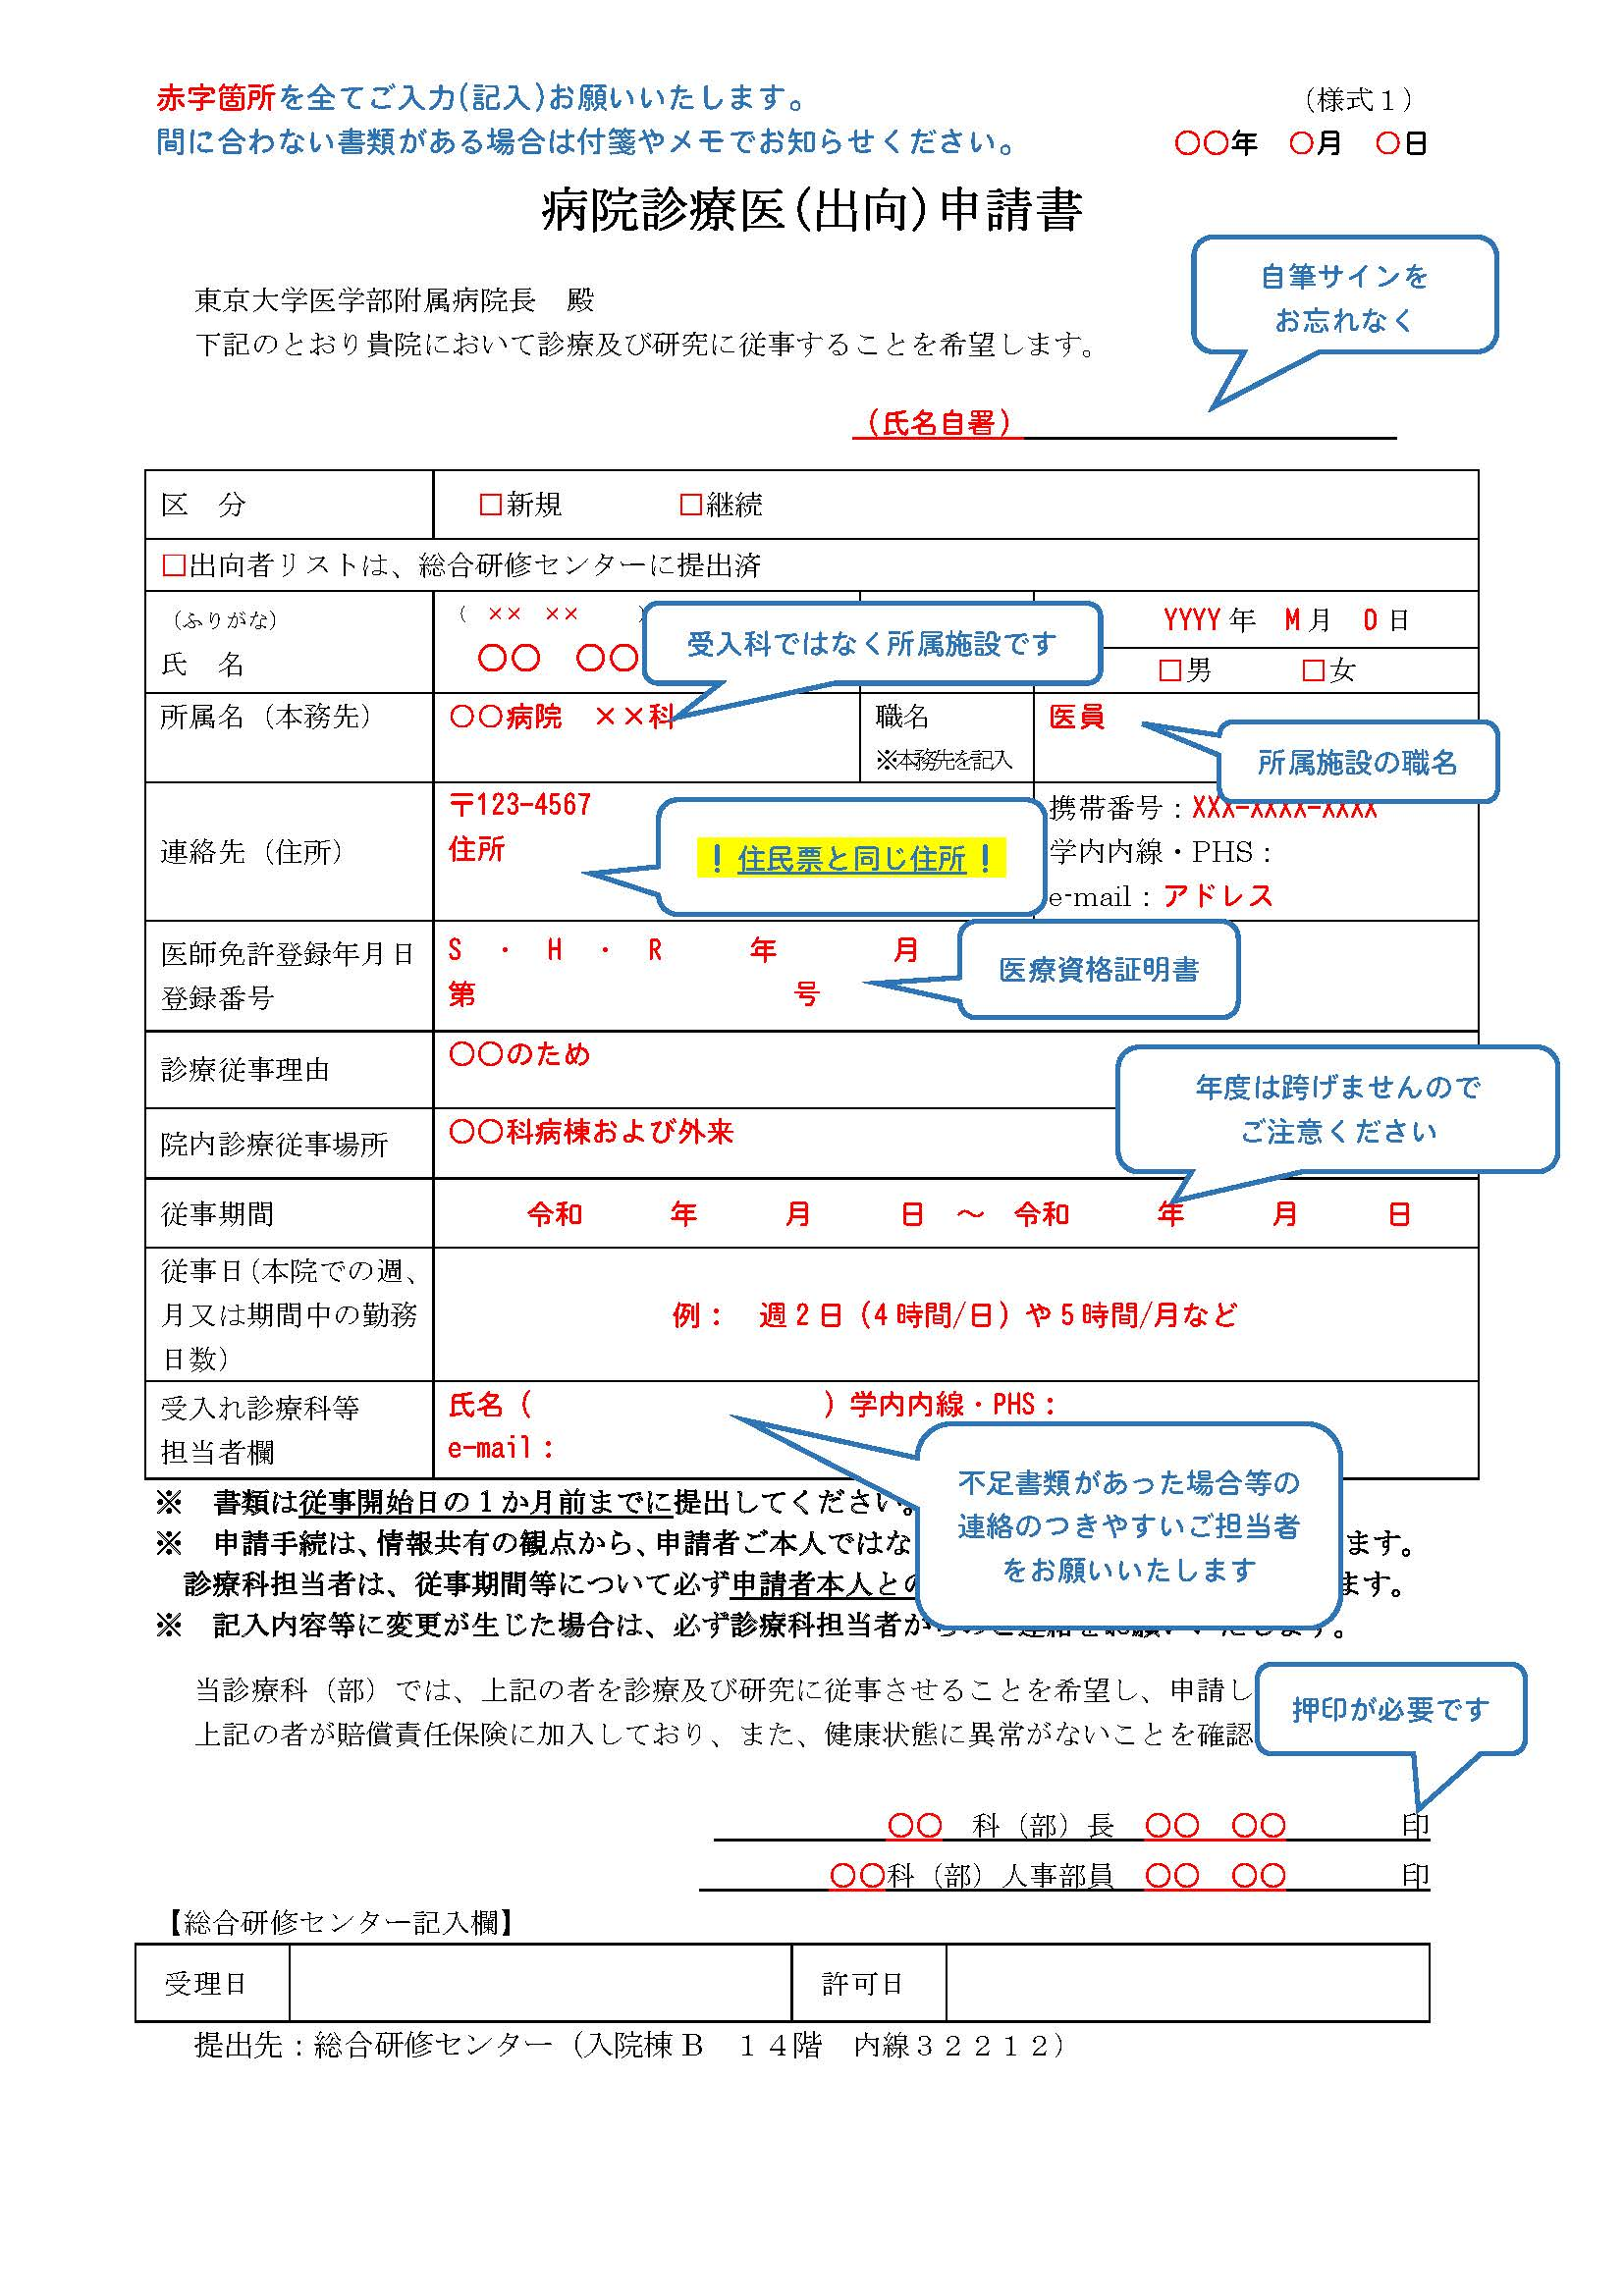 赤字箇所を全てご入力(記入)お願いいたします。
（様式１）
間に合わない書類がある場合は付箋やメモでお知らせください。
〇〇年　〇月　〇日
病院診療医（出向）申請書
自筆サインを
お忘れなく
東京大学医学部附属病院長　殿
下記のとおり貴院において診療及び研究に従事することを希望します。
（氏名自署）
区　分
□新規　　　　□継続
□出向者リストは、総合研修センターに提出済
（ふりがな）
氏　名
（　××　××　　）
〇〇　〇〇
受入科ではなく所属施設です
YYYY年　M月　D日
□男　　　□女
所属名（本務先）
〇〇病院　××科
職名
※本務先を記入
医員
所属施設の職名
連絡先（住所）
〒123-4567
住所
！住民票と同じ住所！
携帯番号：XXX-XXXX-XXXX
学内内線・PHS：
e-mail：アドレス
医師免許登録年月日
登録番号
S　・　H　・　R　　　年　　　　月
第　　　　　　　　　　　号
医療資格証明書
診療従事理由
〇〇のため
年度は跨げませんので
ご注意ください
院内診療従事場所
〇〇科病棟および外来
従事期間
令和　　　年　　　月　　　日　～　令和　　　年　　　月　　　日
従事日（本院での週、
月又は期間中の勤務
日数）
例：　週２日（4時間/日）や5時間/月など
受入れ診療科等
担当者欄
氏名（　　　　　　　　　　）学内内線・PHS：
e-mail：
不足書類があった場合等の
連絡のつきやすいご担当者
をお願いいたします
※　書類は従事開始日の１か月前までに提出してください。
※　申請手続は、情報共有の観点から、申請者ご本人ではな　ます。
診療科担当者は、従事期間等について必ず申請者本人との　ます。
※　記入内容等に変更が生じた場合は、必ず診療科担当者か
当診療科（部）では、上記の者を診療及び研究に従事させることを希望し、申請し
上記の者が賠償責任保険に加入しており、また、健康状態に異常がないことを確認
押印が必要です
〇〇　科（部）長　〇〇　〇〇　　　　印
〇〇科（部）人事部員　〇〇　〇〇　　　　印
【総合研修センター記入欄】
受理日
許可日
提出先：総合研修センター（入院棟B　１４階　内線３２２１２）